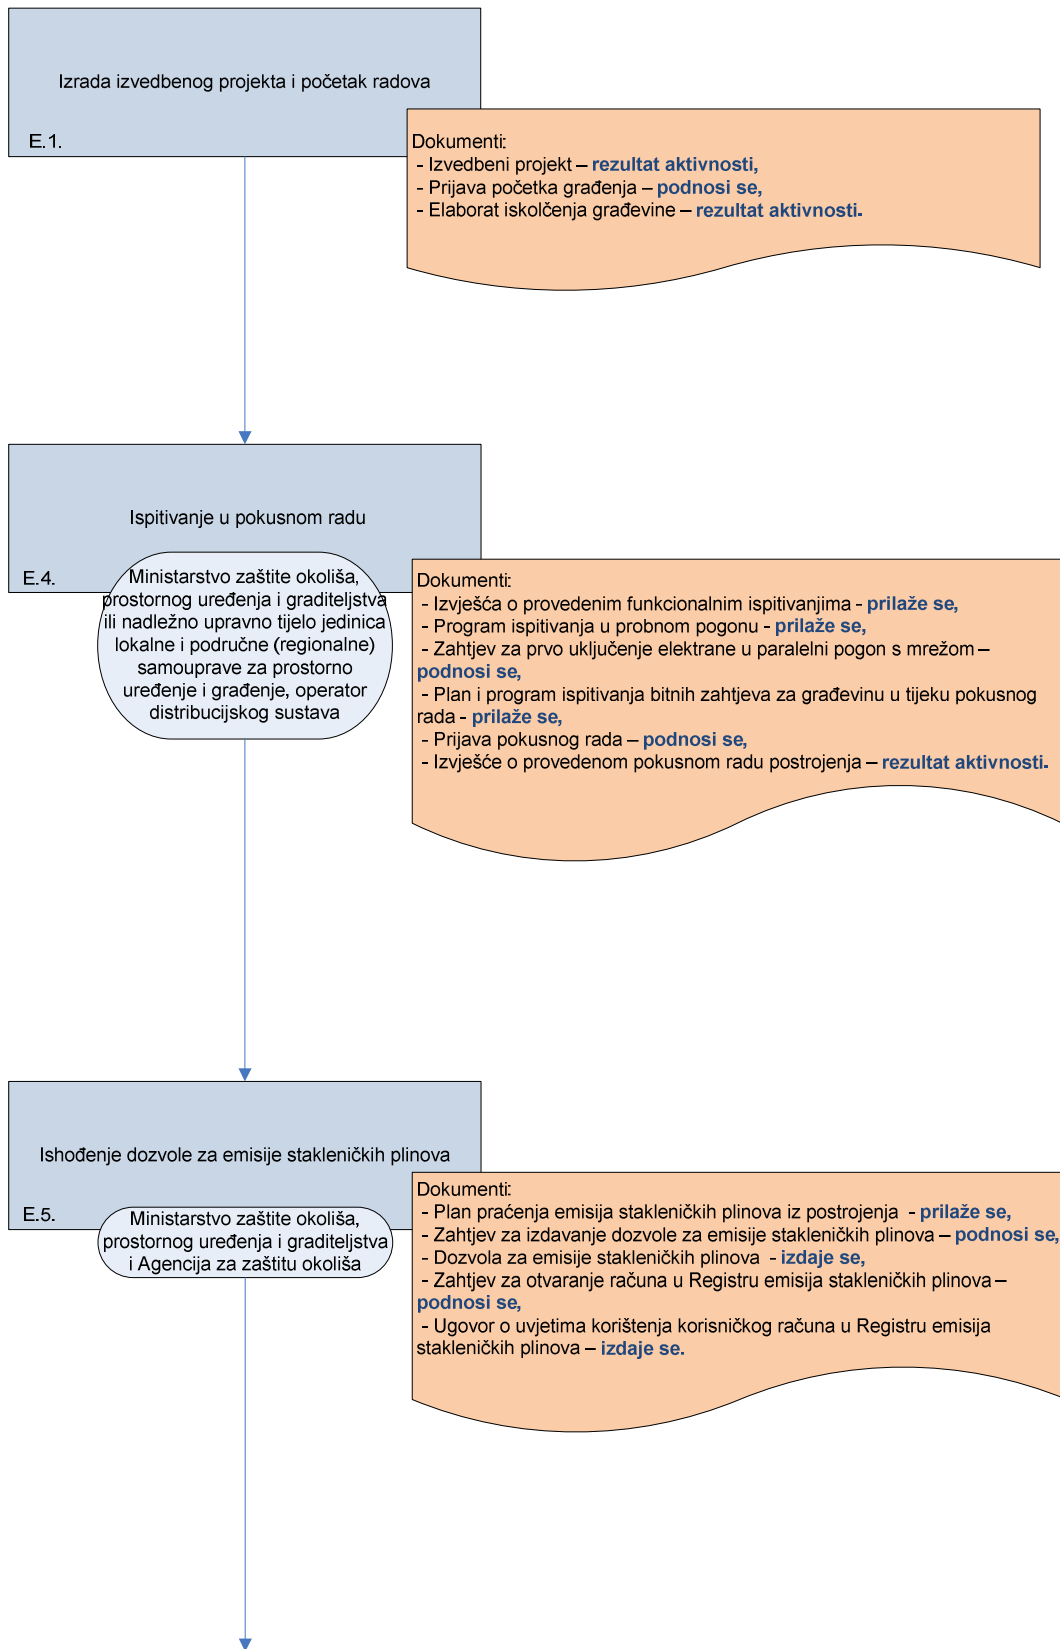 Izrada izvedbenog projekta i početak radova
E.1.
Dokumenti:
- Izvedbeni projekt – rezultat aktivnosti,
- Prijava početka građenja – podnosi se,
- Elaborat iskolčenja građevine – rezultat aktivnosti.
Ispitivanje u pokusnom radu
E.4.
Ministarstvo zaštite okoliša,
prostornog uređenja i graditeljstva
ili nadležno upravno tijelo jedinica
lokalne i područne (regionalne)
samouprave za prostorno
uređenje i građenje, operator
distribucijskog sustava
Dokumenti:
- Izvješća o provedenim funkcionalnim ispitivanjima - prilaže se,
- Program ispitivanja u probnom pogonu - prilaže se,
- Zahtjev za prvo uključenje elektrane u paralelni pogon s mrežom –
podnosi se,
- Plan i program ispitivanja bitnih zahtjeva za građevinu u tijeku pokusnog
rada - prilaže se,
- Prijava pokusnog rada – podnosi se,
- Izvješće o provedenom pokusnom radu postrojenja – rezultat aktivnosti.
Ishođenje dozvole za emisije stakleničkih plinova
E.5.
Ministarstvo zaštite okoliša,
prostornog uređenja i graditeljstva
i Agencija za zaštitu okoliša
Dokumenti:
- Plan praćenja emisija stakleničkih plinova iz postrojenja - prilaže se,
- Zahtjev za izdavanje dozvole za emisije stakleničkih plinova – podnosi se,
- Dozvola za emisije stakleničkih plinova - izdaje se,
- Zahtjev za otvaranje računa u Registru emisija stakleničkih plinova –
podnosi se,
- Ugovor o uvjetima korištenja korisničkog računa u Registru emisija
stakleničkih plinova – izdaje se.